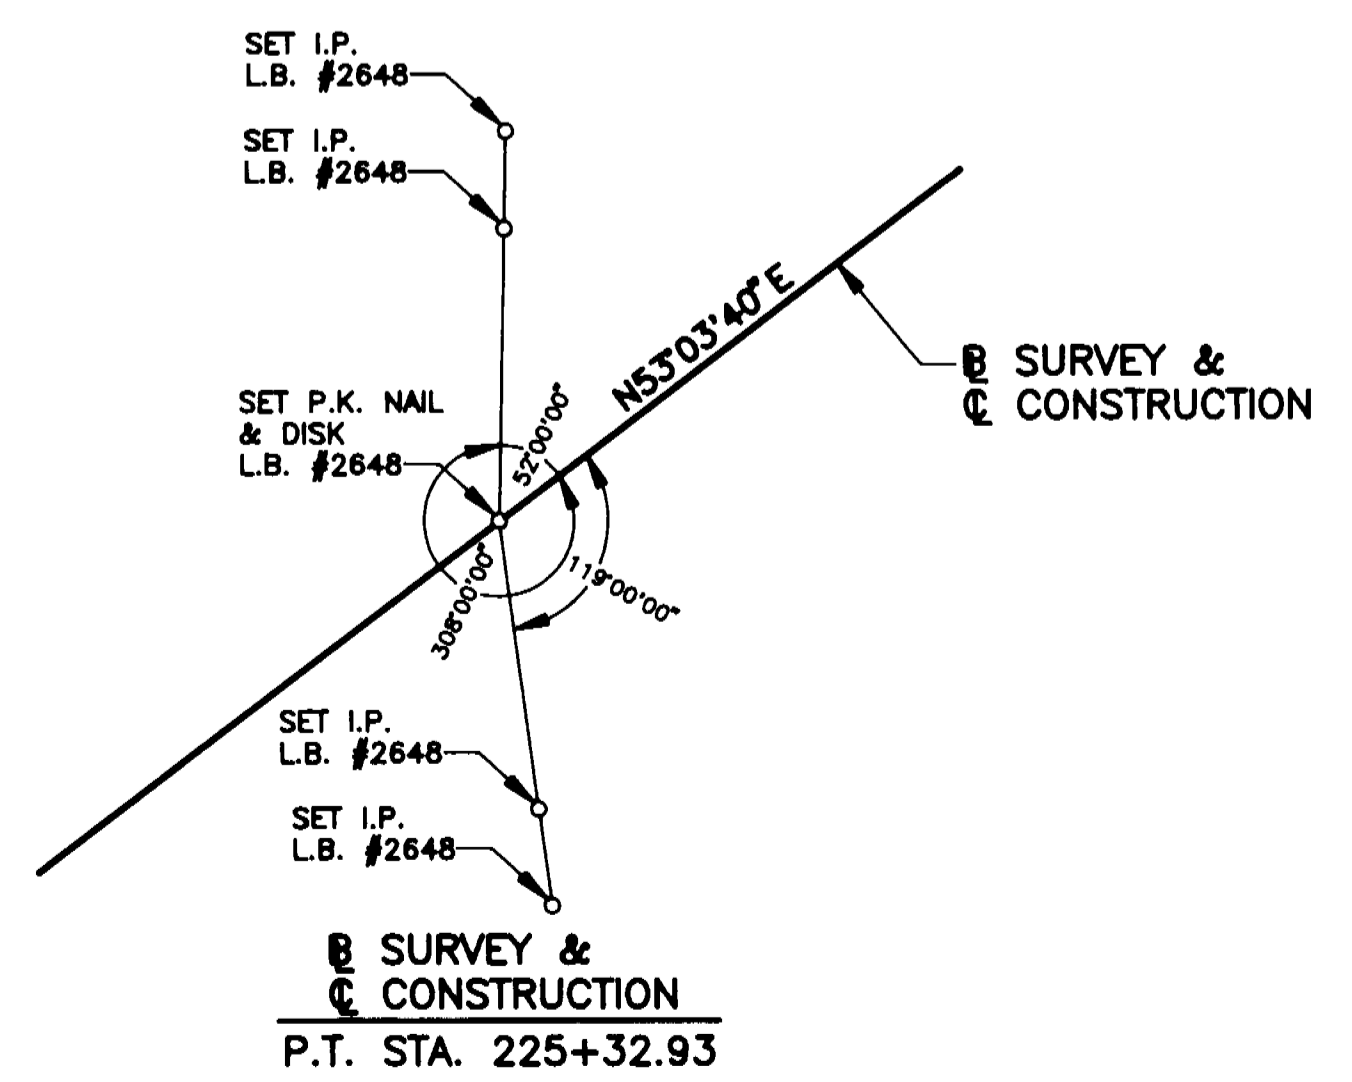 SET I.P.
L.B. #2648
SET I.P.
L.B. #2648
N53°03'40"E
℄ SURVEY &
℄ CONSTRUCTION
SET P.K. NAIL
& DISK
L.B. #2648
52°00'00"
119°00'00"
308°00'00"
SET I.P.
L.B. #2648
SET I.P.
L.B. #2648
BL SURVEY &
℄ CONSTRUCTION
P.T. STA. 225+32.93